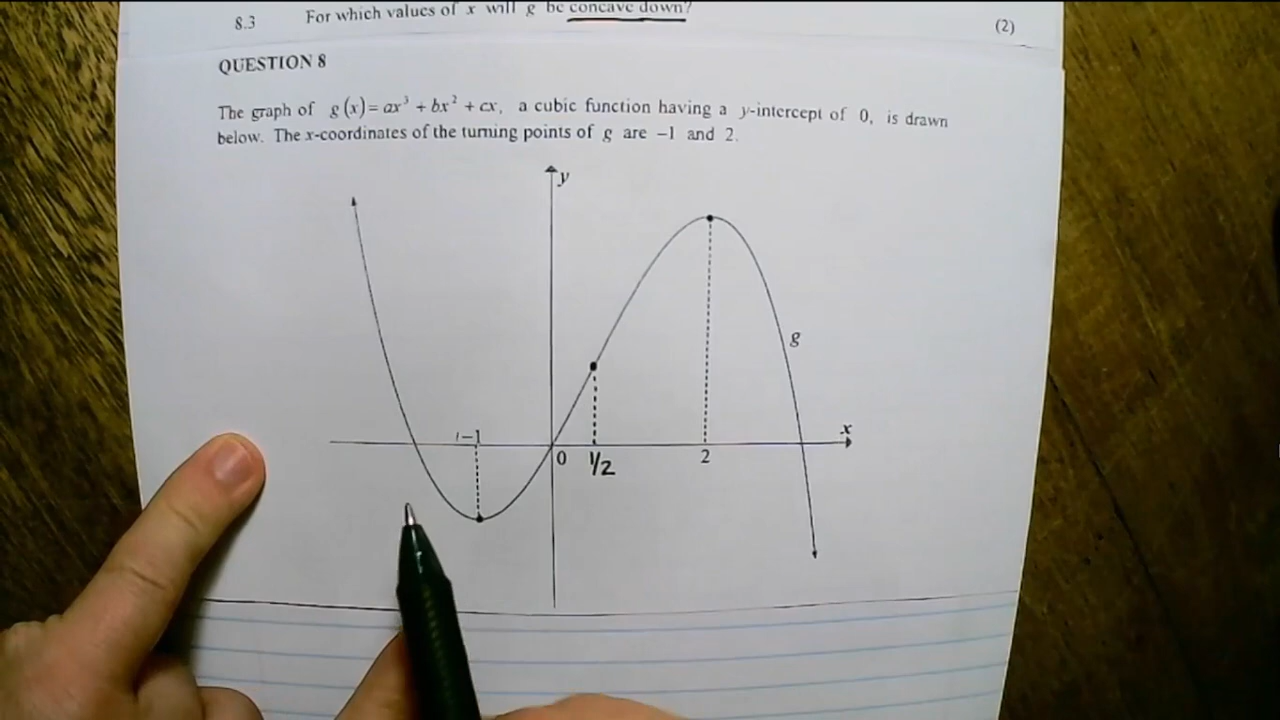 8.3 For which values of x will g be concave down?
(2)
QUESTION 8
The graph of g(x) = ax³ + bx² + cx, a cubic function having a y-intercept of 0, is drawn
below. The x-coordinates of the turning points of g are −1 and 2.
y
g
−1
x
0 1/2 2